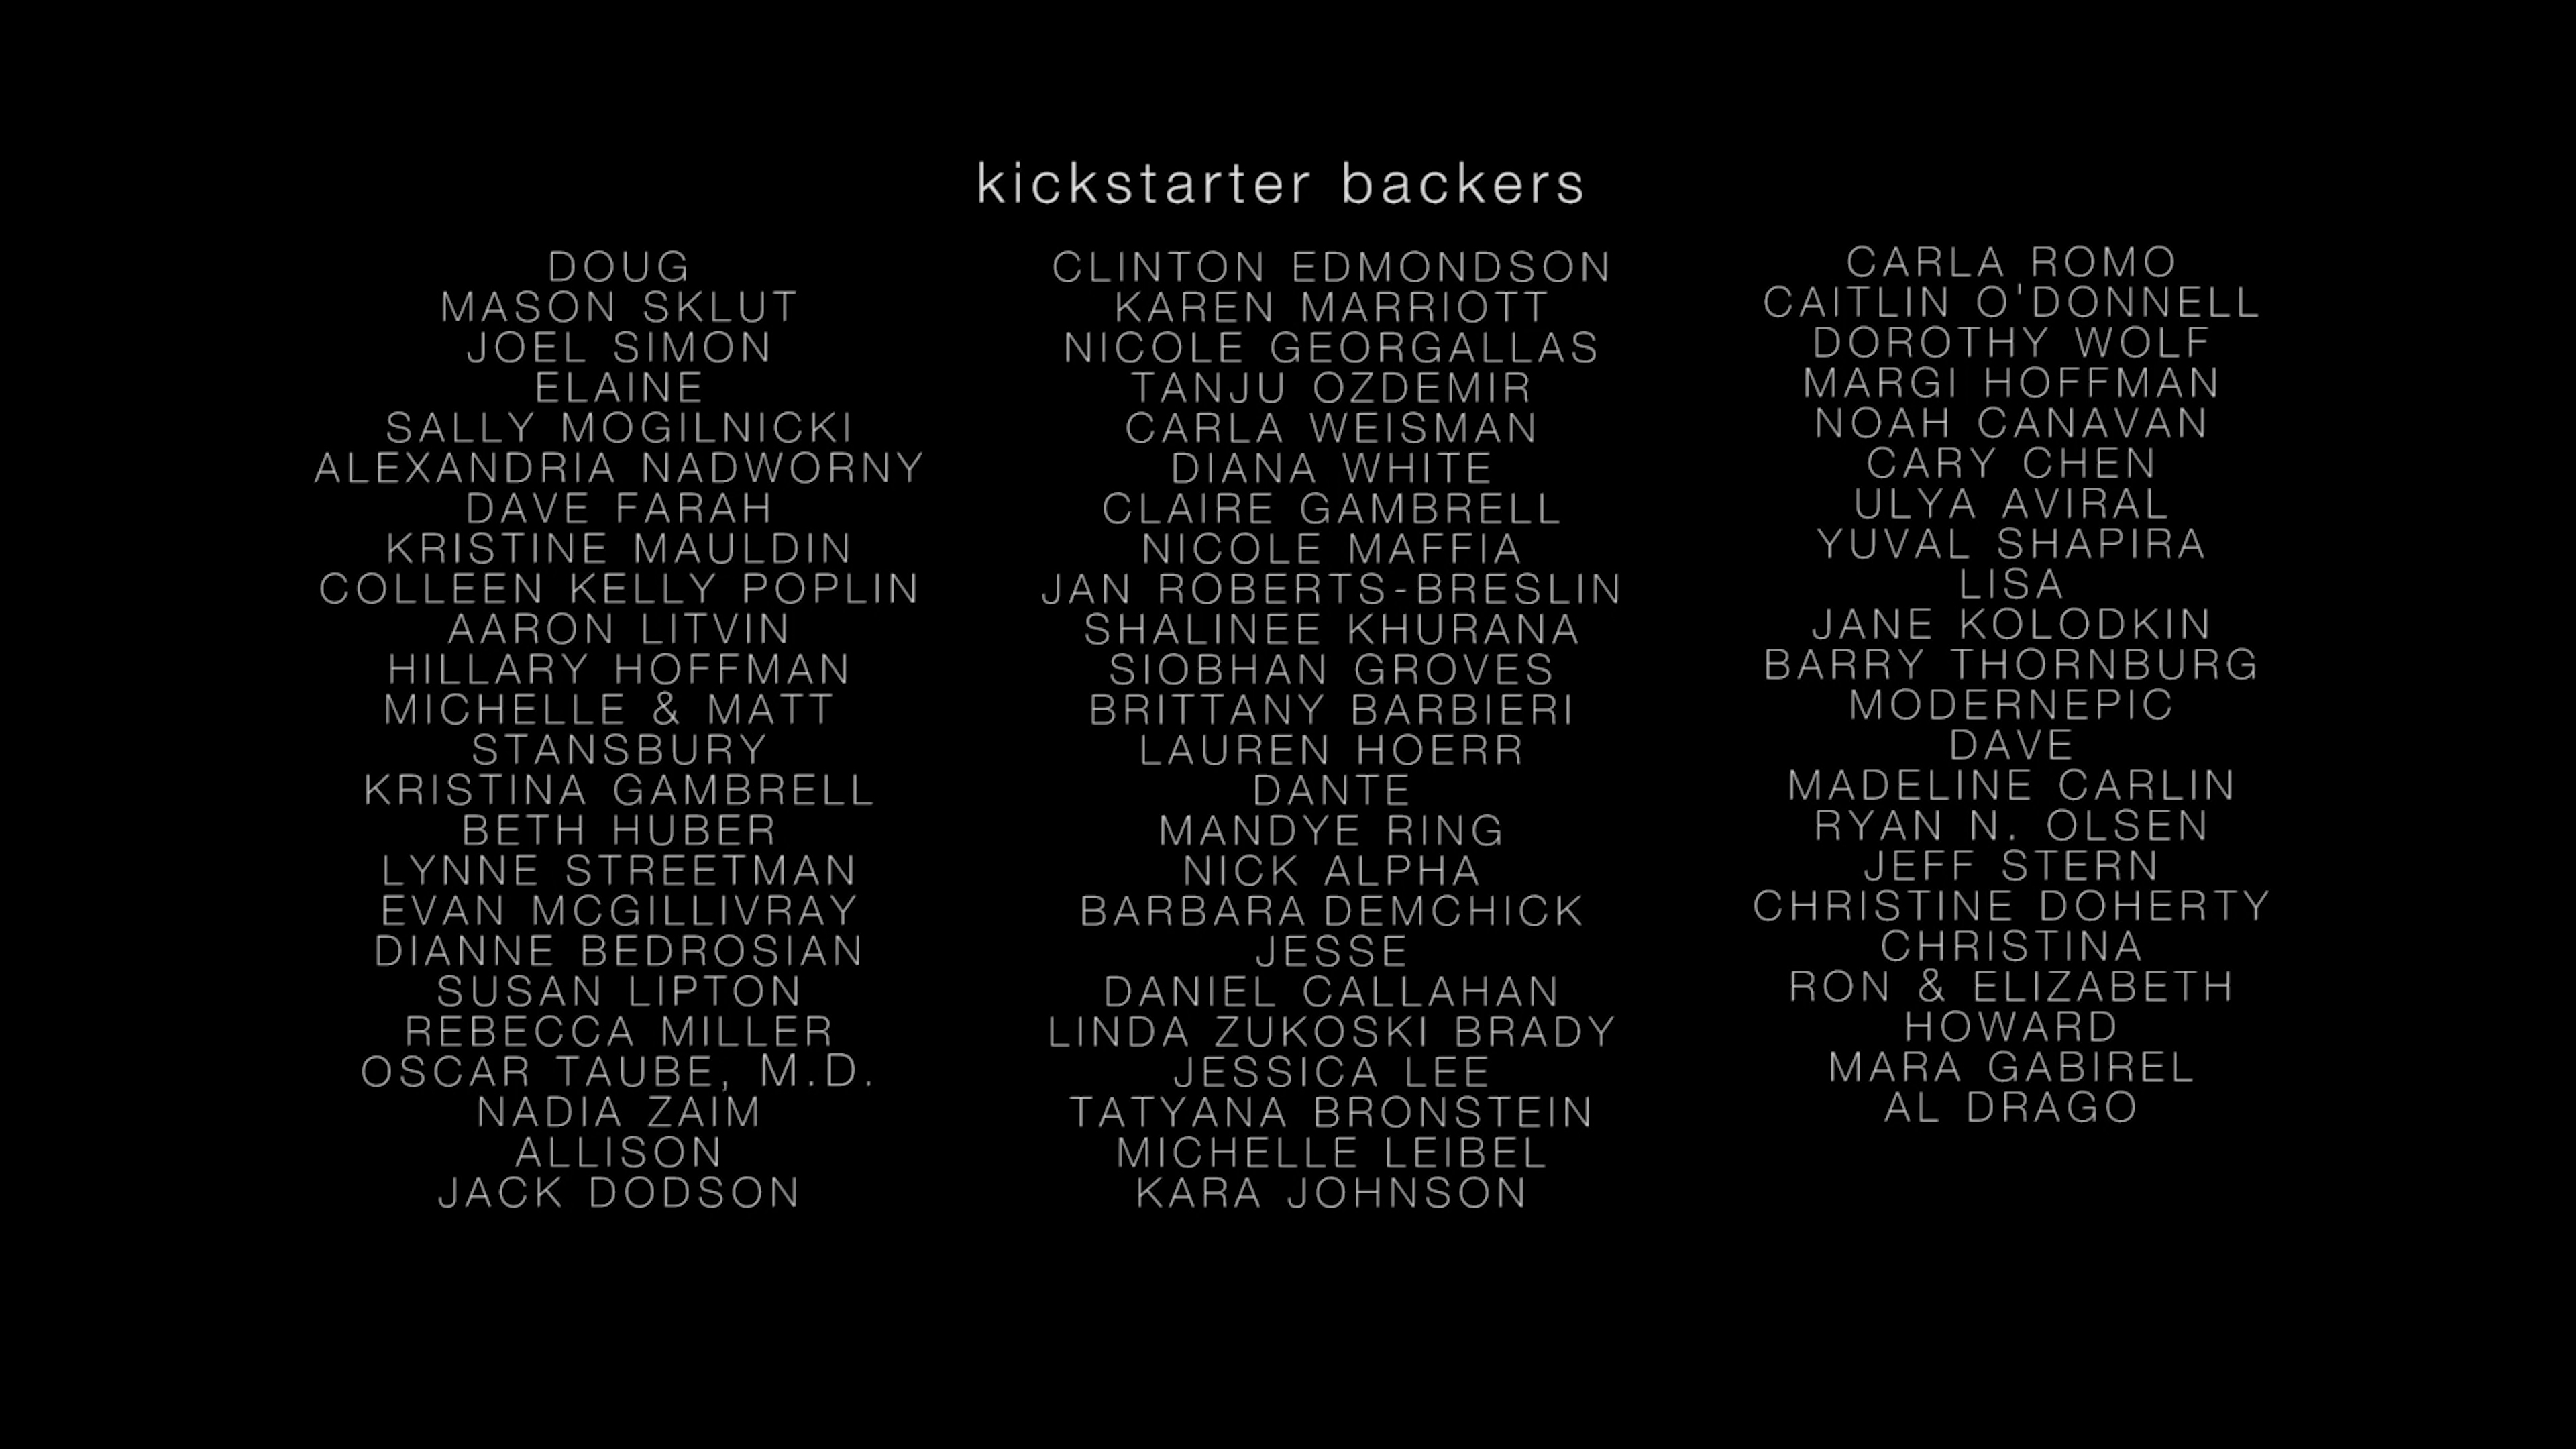 kickstarter backers
DOUG
MASON SKLUT
JOEL SIMON
ELAINE
SALLY MOGILNICKI
ALEXANDRIA NADWORNY
DAVE FARAH
KRISTINE MAULDIN
COLLEEN KELLY POPLIN
AARON LITVIN
HILLARY HOFFMAN
MICHELLE & MATT
STANSBURY
KRISTINA GAMBRELL
BETH HUBER
LYNNE STREETMAN
EVAN MCGILLIVRAY
DIANNE BEDROSIAN
SUSAN LIPTON
REBECCA MILLER
OSCAR TAUBE, M.D.
NADIA ZAIM
ALLISON
JACK DODSON
CLINTON EDMONDSON
KAREN MARRIOTT
NICOLE GEORGALLAS
TANJU OZDEMIR
CARLA WEISMAN
DIANA WHITE
CLAIRE GAMBRELL
NICOLE MAFFIA
JAN ROBERTS-BRESLIN
SHALINEE KHURANA
SIOBHAN GROVES
BRITTANY BARBIERI
LAUREN HOERR
DANTE
MANDYE RING
NICK ALPHA
BARBARA DEMCHICK
JESSE
DANIEL CALLAHAN
LINDA ZUKOSKI BRADY
JESSICA LEE
TATYANA BRONSTEIN
MICHELLE LEIBEL
KARA JOHNSON
CARLA ROMO
CAITLIN O'DONNELL
DOROTHY WOLF
MARGI HOFFMAN
NOAH CANAVAN
CARY CHEN
ULYA AVIRAL
YUVAL SHAPIRA
LISA
JANE KOLODKIN
BARRY THORNBURG
MODERNEPIC
DAVE
MADELINE CARLIN
RYAN N. OLSEN
JEFF STERN
CHRISTINE DOHERTY
CHRISTINA
RON & ELIZABETH
HOWARD
MARA GABIREL
AL DRAGO